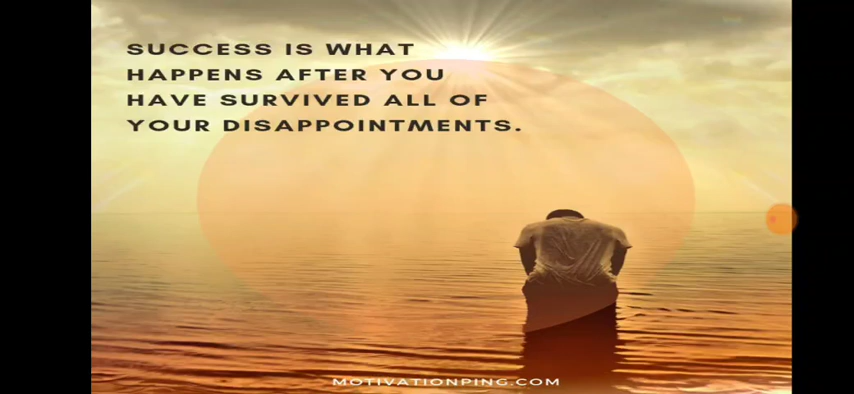 SUCCESS IS WHAT
HAPPENS AFTER YOU
HAVE SURVIVED ALL OF
YOUR DISAPPOINTMENTS.
MOTIVATIONPING.COM